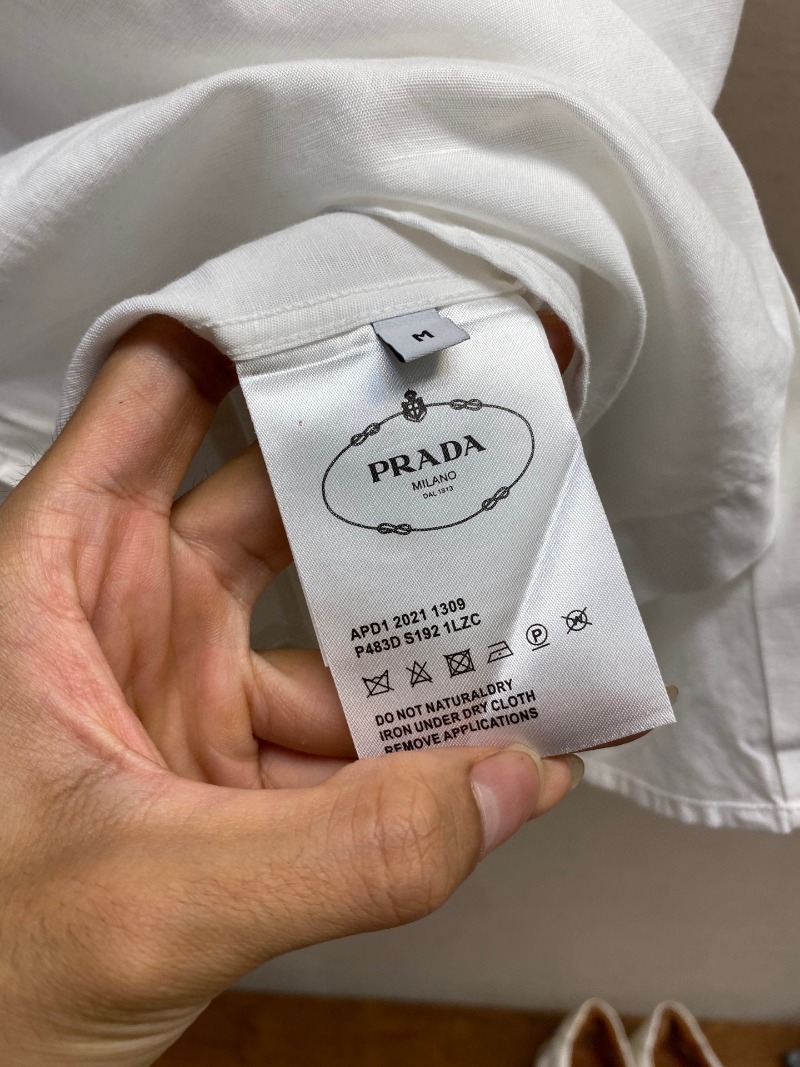 M
PRADA
MILANO
DAL 1913
APD1 2021 1309
P483D S192 1LZC
P
W
DO NOT NATURALDRY
IRON UNDER DRY CLOTH
REMOVE APPLICATIONS